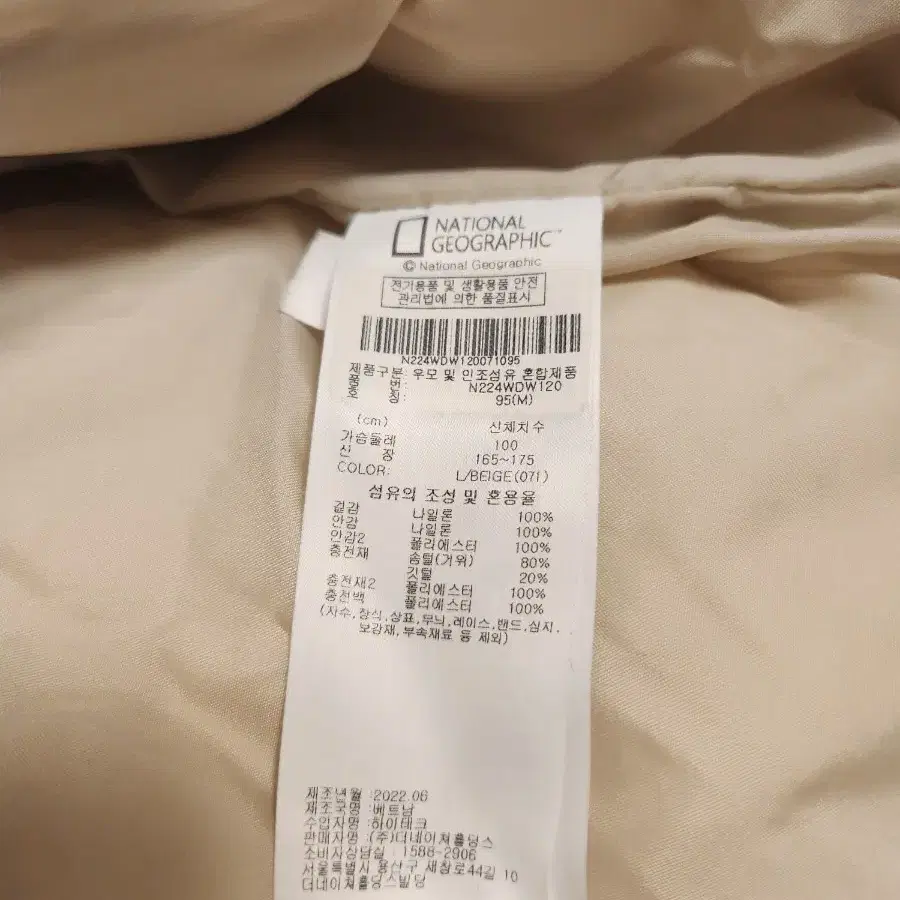 NATIONAL
GEOGRAPHIC™
© National Geographic
전기용품 및 생활용품 안전
관리법에 의한 품질표시
N224WDW120071095
제품구분: 우모 및 인조섬유 혼합제품
품 번: N224WDW120
호 칭: 95(M)
(cm) 신체치수
가슴둘레 100
신 장 165~175
COLOR: L/BEIGE(071)
섬유의 조성 및 혼용율
겉감 나일론 100%
안감 나일론 100%
안감2 폴리에스터 100%
충전재 솜털(거위) 80%
깃털 20%
충전재2 폴리에스터 100%
충전백 폴리에스터 100%
(자수,장식,상표,무늬,레이스,밴드,심지,
보강재,부속재료 등 제외)
제조년월 :2022.06
제조국명 :베트남
수입자명 :하이테크
판매자명 :(주)더네이쳐홀딩스
소비자상담실 : 1588-2906
서울특별시 용산구 새창로44길 10
더네이쳐홀딩스빌딩